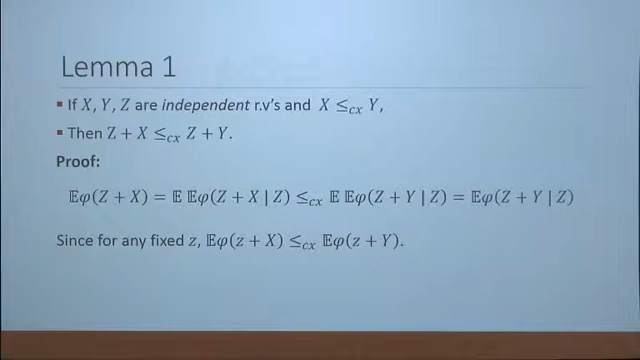 Lemma 1
▪ If X, Y, Z are independent r.v's and X ≤cx Y,
▪ Then Z + X ≤cx Z + Y.
Proof:
𝔼φ(Z + X) = 𝔼 𝔼φ(Z + X | Z) ≤cx 𝔼 𝔼φ(Z + Y | Z) = 𝔼φ(Z + Y | Z)
Since for any fixed z, 𝔼φ(z + X) ≤cx 𝔼φ(z + Y).